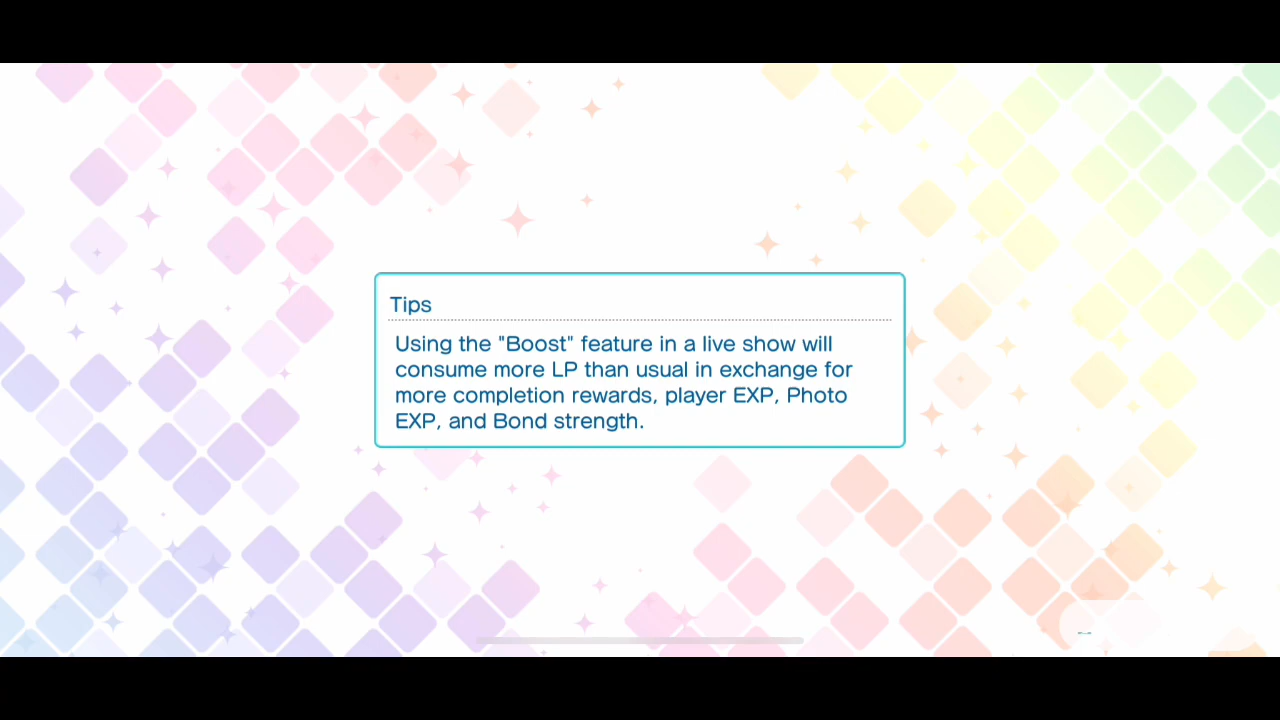 Tips
Using the "Boost" feature in a live show will
consume more LP than usual in exchange for
more completion rewards, player EXP, Photo
EXP, and Bond strength.